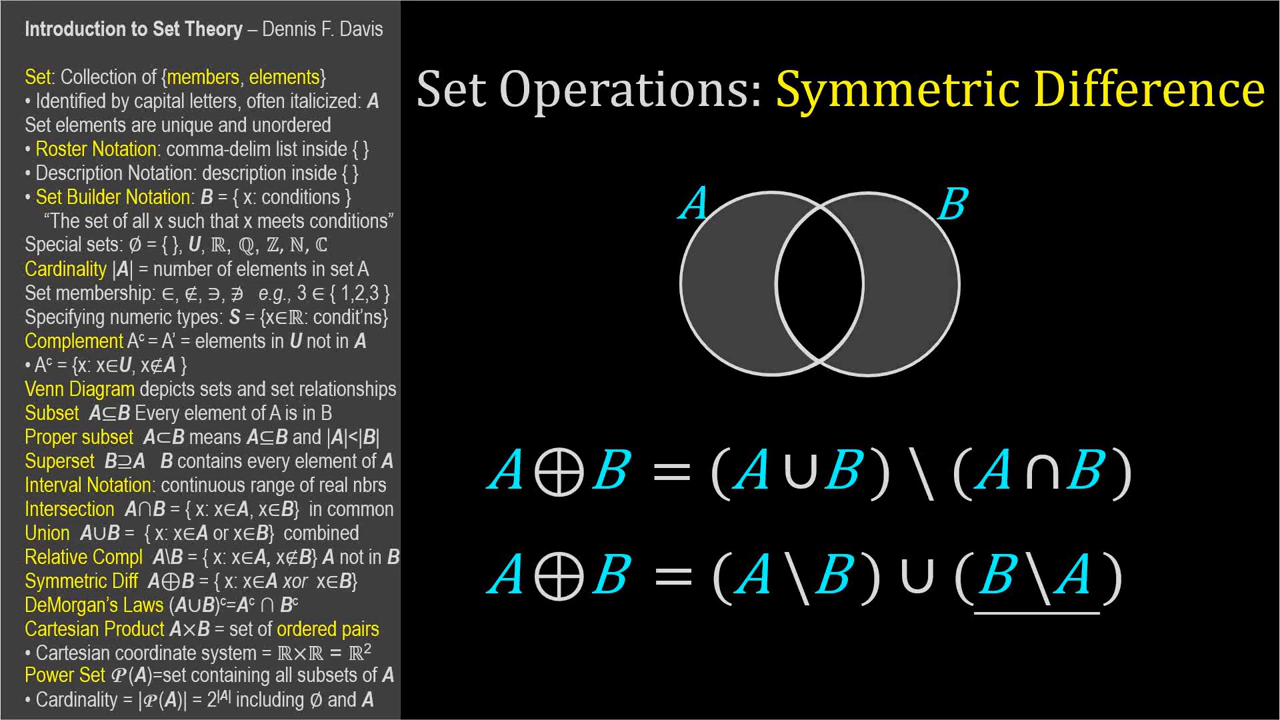 Introduction to Set Theory – Dennis F. Davis
Set: Collection of {members, elements}
• Identified by capital letters, often italicized: A
Set elements are unique and unordered
• Roster Notation: comma-delim list inside { }
• Description Notation: description inside { }
• Set Builder Notation: B = { x: conditions }
“The set of all x such that x meets conditions”
Special sets: ∅ = { }, U, ℝ, ℚ, ℤ, ℕ, ℂ
Cardinality |A| = number of elements in set A
Set membership: ∈, ∉, ∋, ∌ e.g., 3 ∈ { 1,2,3 }
Specifying numeric types: S = {x∈ℝ: condit’ns}
Complement Aᶜ = A’ = elements in U not in A
• Aᶜ = {x: x∈U, x∉A }
Venn Diagram depicts sets and set relationships
Subset A⊆B Every element of A is in B
Proper subset A⊂B means A⊆B and |A|<|B|
Superset B⊇A B contains every element of A
Interval Notation: continuous range of real nbrs
Intersection A∩B = { x: x∈A, x∈B} in common
Union A∪B = { x: x∈A or x∈B} combined
Relative Compl A\B = { x: x∈A, x∉B} A not in B
Symmetric Diff A⊕B = { x: x∈A xor x∈B}
DeMorgan’s Laws (A∪B)ᶜ=Aᶜ ∩ Bᶜ
Cartesian Product A×B = set of ordered pairs
• Cartesian coordinate system = ℝ×ℝ = ℝ²
Power Set 𝒫(A)=set containing all subsets of A
• Cardinality = |𝒫(A)| = 2^|A| including ∅ and A
Set Operations: Symmetric Difference
A B
A⊕B = (A∪B) \ (A∩B)
A⊕B = (A\B) ∪ (B\A)